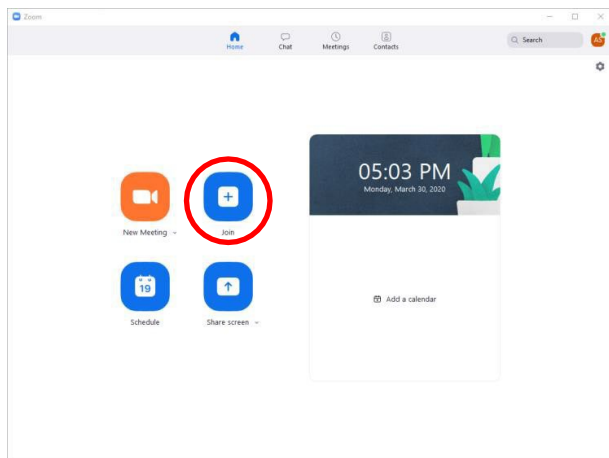 Zoom
Home
Chat
Meetings
Contacts
Search
AS
05:03 PM
Monday, March 30, 2020
New Meeting
Join
19
Schedule
Share screen
Add a calendar